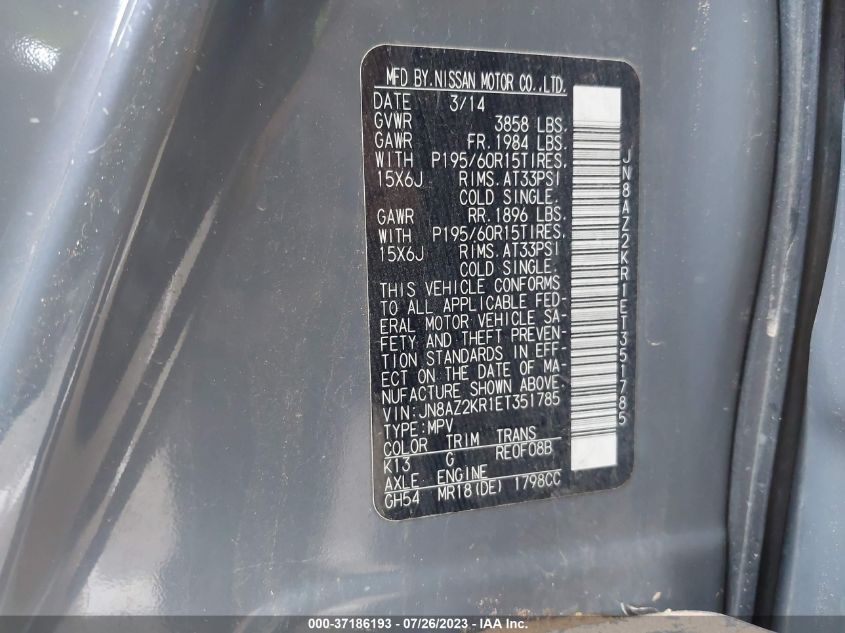 MFD BY.NISSAN MOTOR CO.,LTD.
DATE 3/14
GVWR 3858 LBS.
GAWR FR.1984 LBS.
WITH P195/60R15TIRES.
15X6J RIMS.AT33PSI
COLD SINGLE.
GAWR RR.1896 LBS.
WITH P195/60R15TIRES.
15X6J RIMS.AT33PSI
COLD SINGLE.
THIS VEHICLE CONFORMS
TO ALL APPLICABLE FED-
ERAL MOTOR VEHICLE SA-
FETY AND THEFT PREVEN-
TION STANDARDS IN EFF-
ECT ON THE DATE OF MA-
NUFACTURE SHOWN ABOVE.
VIN:JN8AZ2KR1ET351785
TYPE:MPV
COLOR TRIM TRANS
K13 G RE0F08B
AXLE ENGINE
GH54 MR18(DE) 1798CC
JN8AZ2KR1ET351785
000-37186193 - 07/26/2023 - IAA Inc.